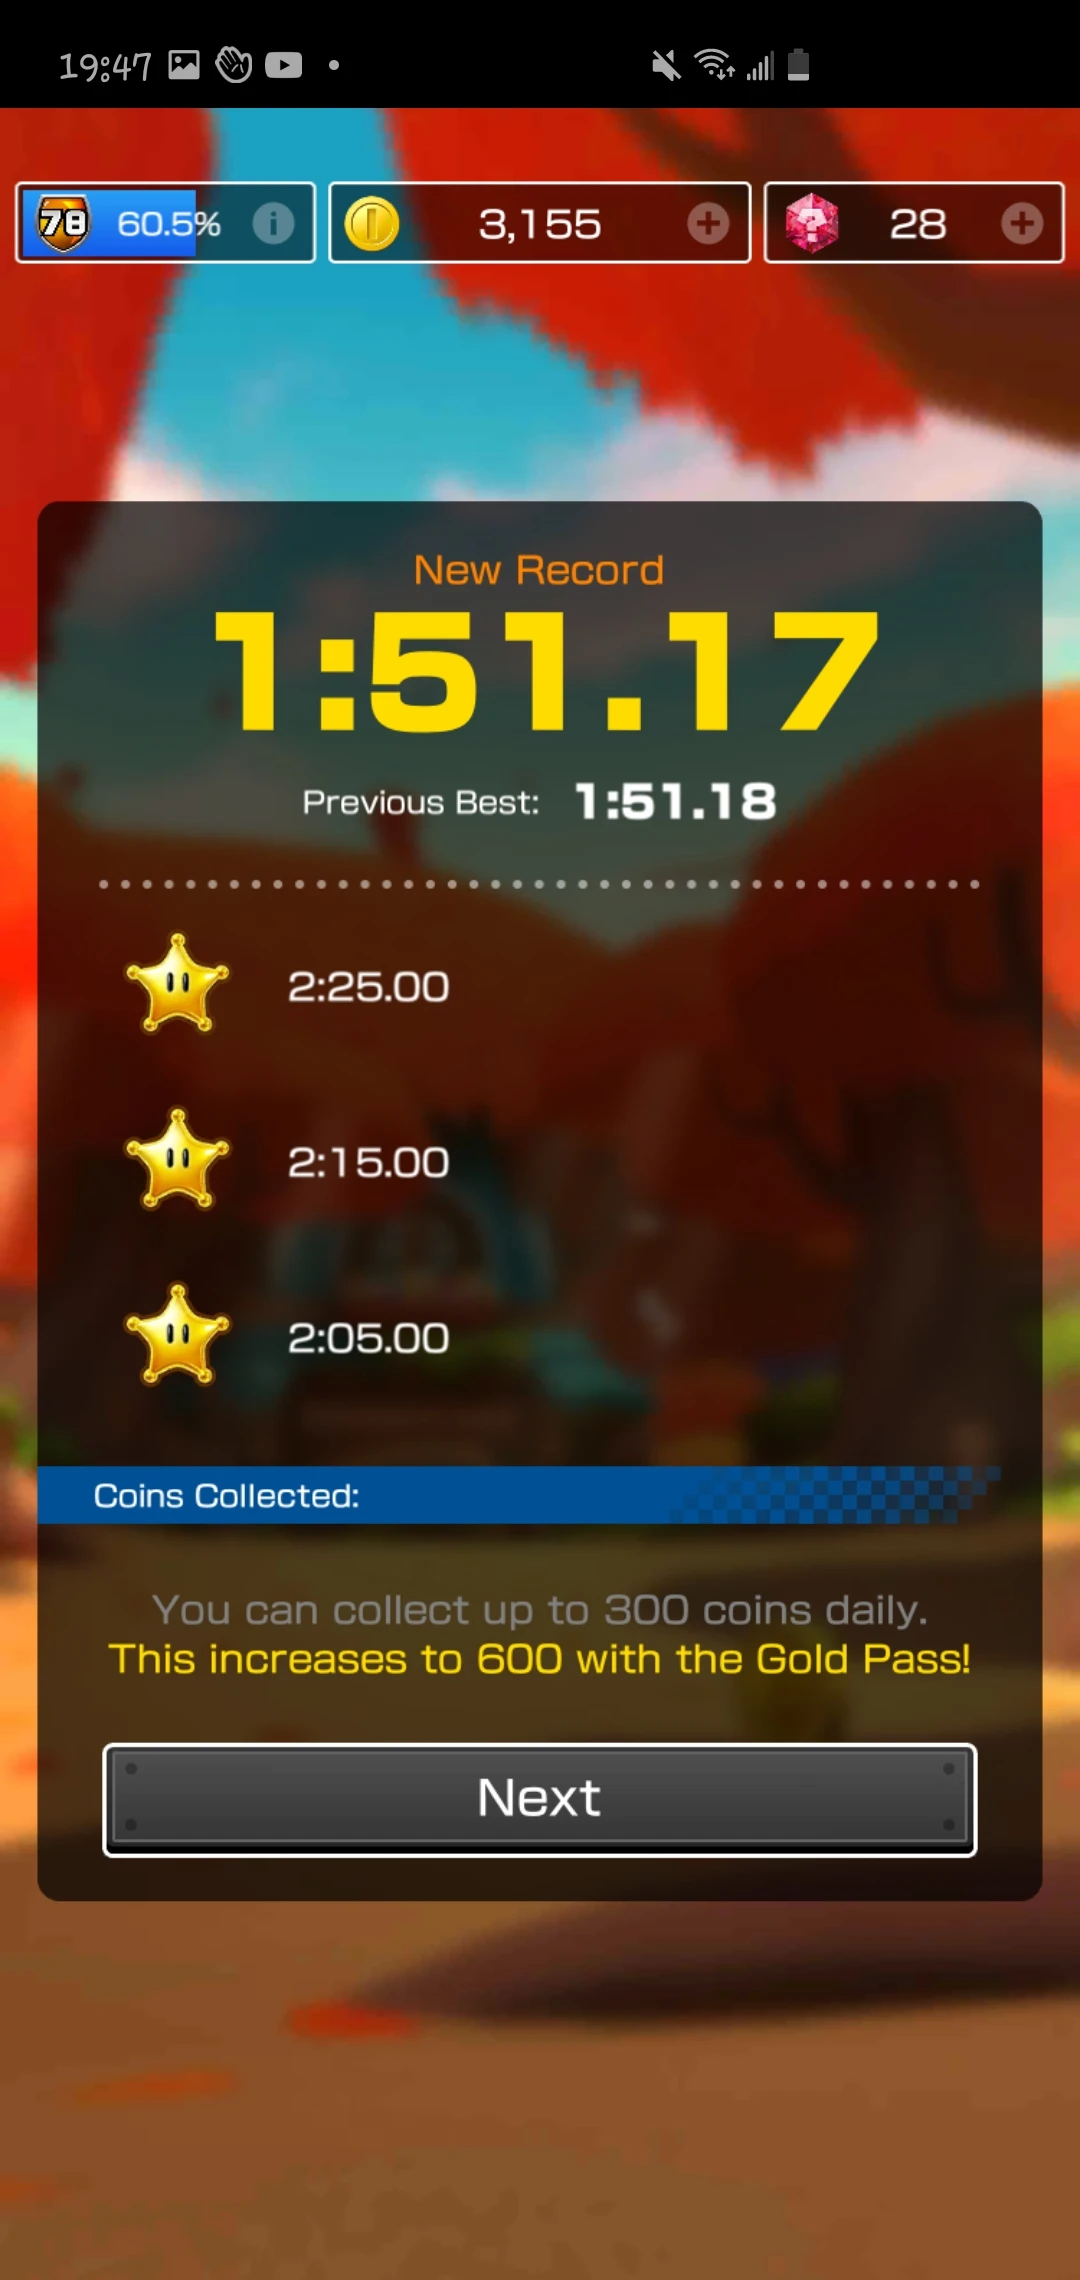 19:47
78 60.5% i 3,155 + 28 +
New Record
1:51.17
Previous Best: 1:51.18
2:25.00
2:15.00
2:05.00
Coins Collected:
You can collect up to 300 coins daily.
This increases to 600 with the Gold Pass!
Next